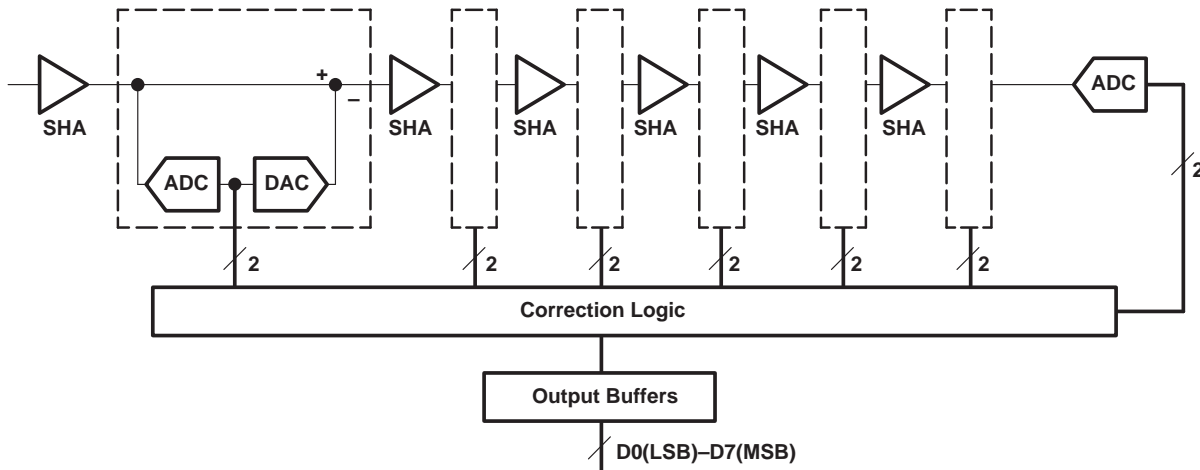 +
–
SHA
SHA
SHA
SHA
SHA
SHA
ADC
ADC
DAC
2
2
2
2
2
2
2
Correction Logic
Output Buffers
D0(LSB)–D7(MSB)